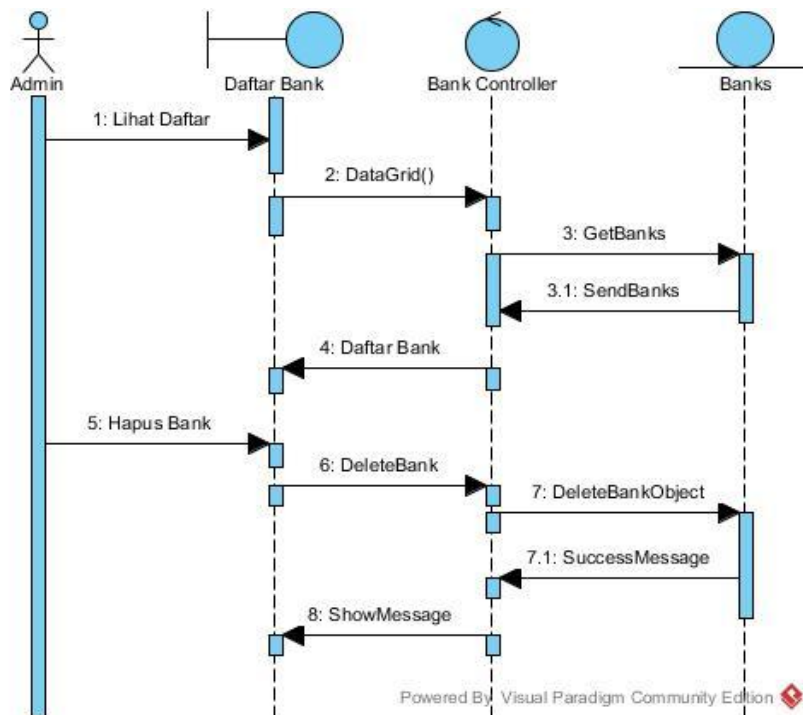 Admin
Daftar Bank
Bank Controller
Banks
1: Lihat Daftar
2: DataGrid()
3: GetBanks
3.1: SendBanks
4: Daftar Bank
5: Hapus Bank
6: DeleteBank
7: DeleteBankObject
7.1: SuccessMessage
8: ShowMessage
Powered By Visual Paradigm Community Edition